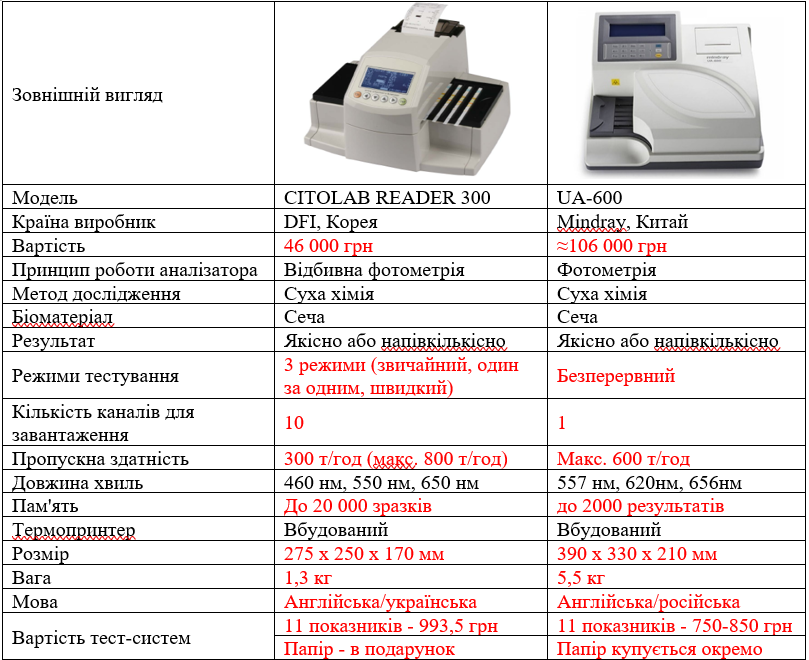 Зовнішній вигляд
mindray
Модель CITOLAB READER 300 UA-600
Країна виробник DFI, Корея Mindray, Китай
Вартість 46 000 грн ≈106 000 грн
Принцип роботи аналізатора Відбивна фотометрія Фотометрія
Метод дослідження Суха хімія Суха хімія
Біоматеріал Сеча Сеча
Результат Якісно або напівкількісно Якісно або напівкількісно
Режими тестування 3 режими (звичайний, один Безперервний
за одним, швидкий)
Кількість каналів для 10 1
завантаження
Пропускна здатність 300 т/год (макс. 800 т/год) Макс. 600 т/год
Довжина хвиль 460 нм, 550 нм, 650 нм 557 нм, 620нм, 656нм
Пам'ять До 20 000 зразків до 2000 результатів
Термопринтер Вбудований Вбудований
Розмір 275 x 250 x 170 мм 390 x 330 x 210 мм
Вага 1,3 кг 5,5 кг
Мова Англійська/українська Англійська/російська
Вартість тест-систем 11 показників - 993,5 грн 11 показників - 750-850 грн
Папір - в подарунок Папір купується окремо